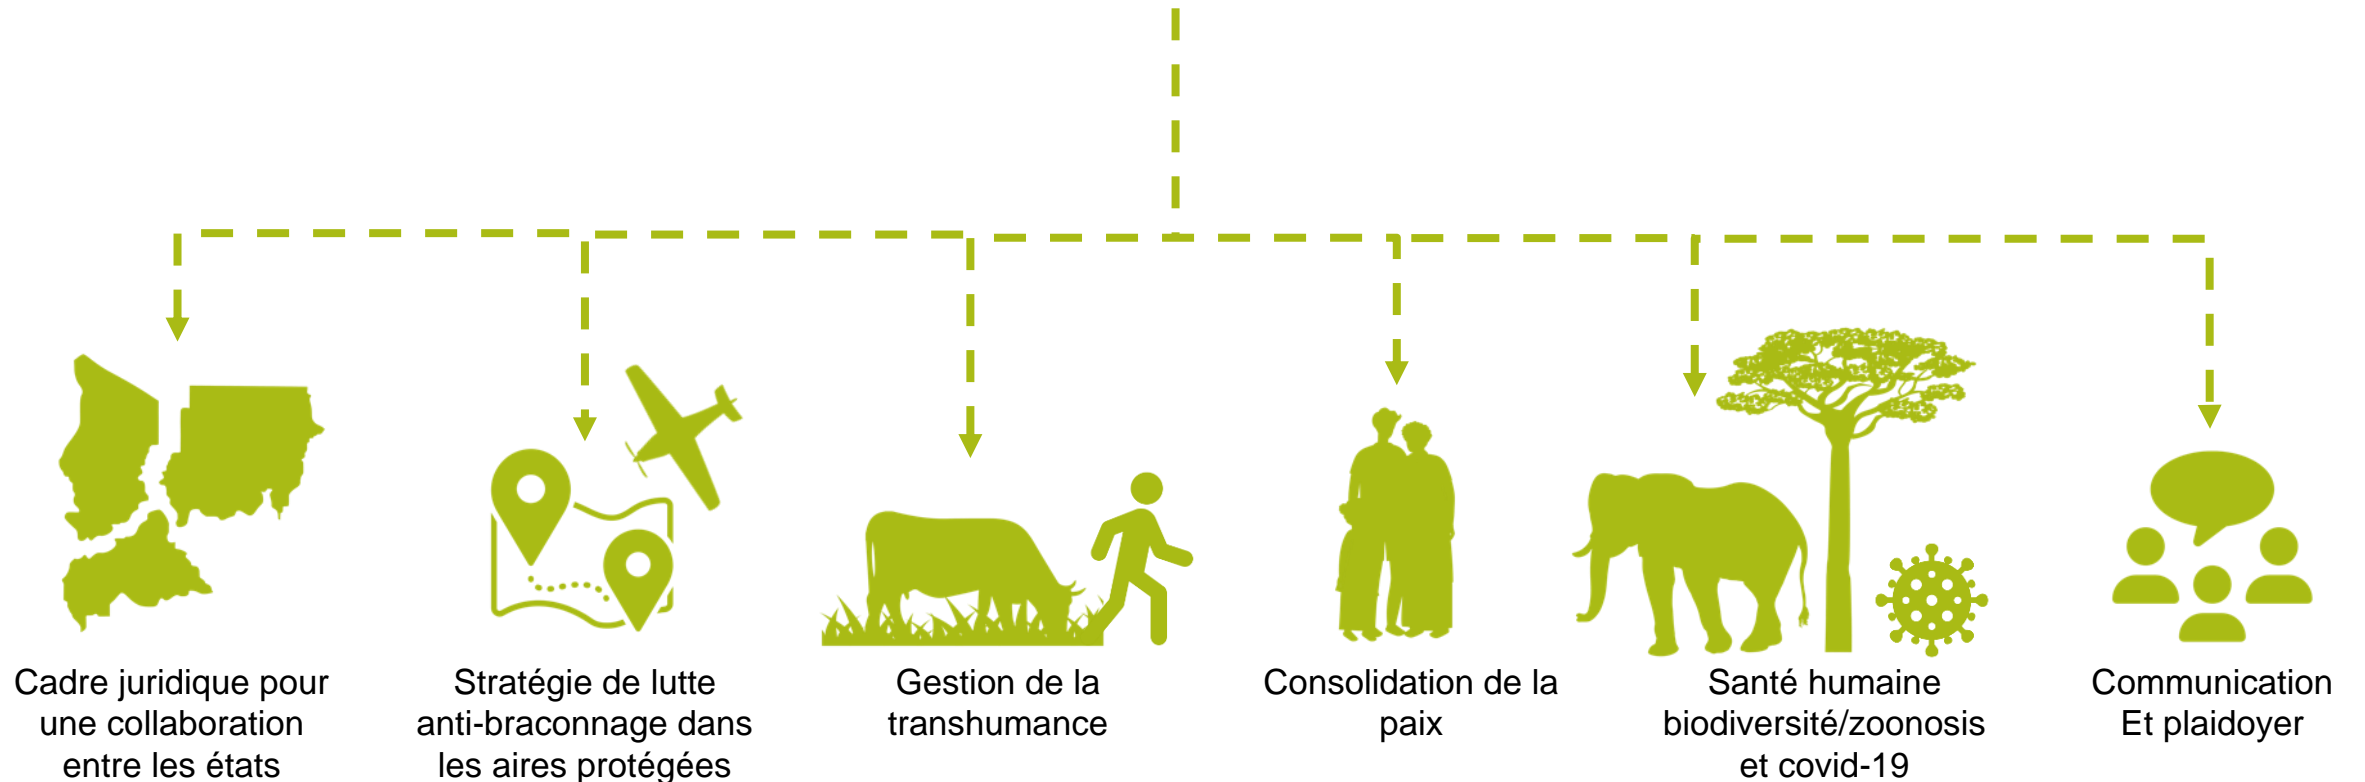 Cadre juridique pour
une collaboration
entre les états
Stratégie de lutte
anti-braconnage dans
les aires protégées
Gestion de la
transhumance
Consolidation de la
paix
Santé humaine
biodiversité/zoonosis
et covid-19
Communication
Et plaidoyer